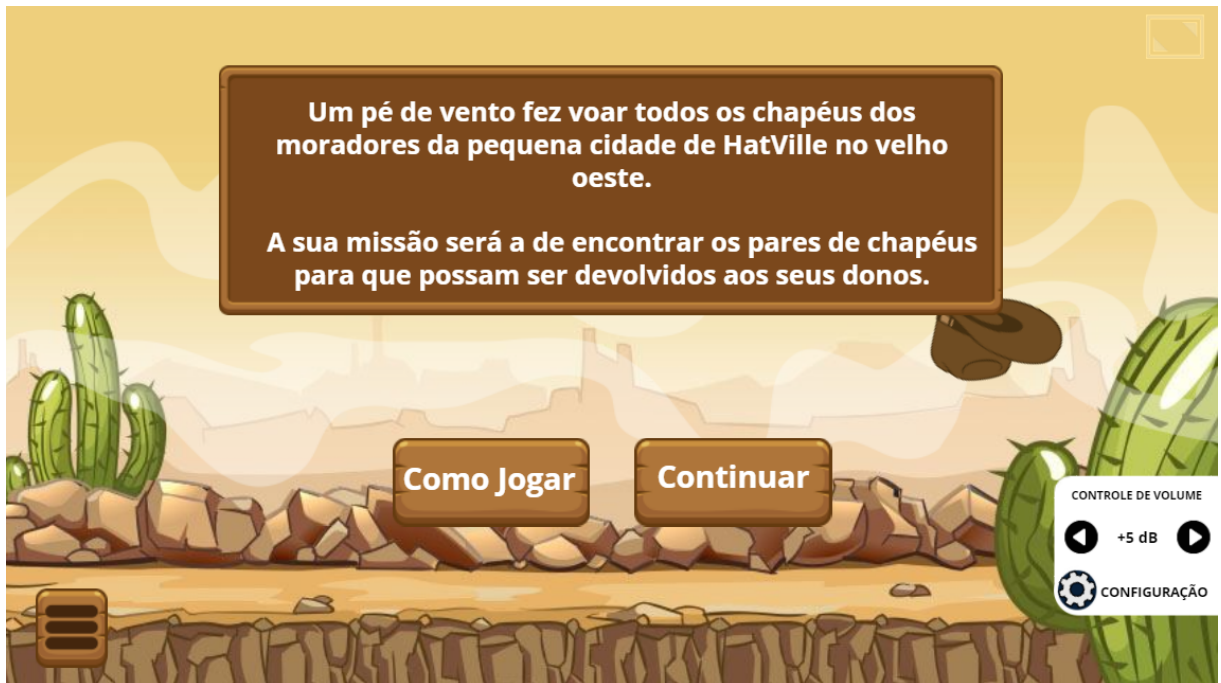 Um pé de vento fez voar todos os chapéus dos
moradores da pequena cidade de HatVille no velho
oeste.
A sua missão será a de encontrar os pares de chapéus
para que possam ser devolvidos aos seus donos.
Como Jogar
Continuar
CONTROLE DE VOLUME
+5 dB
CONFIGURAÇÃO